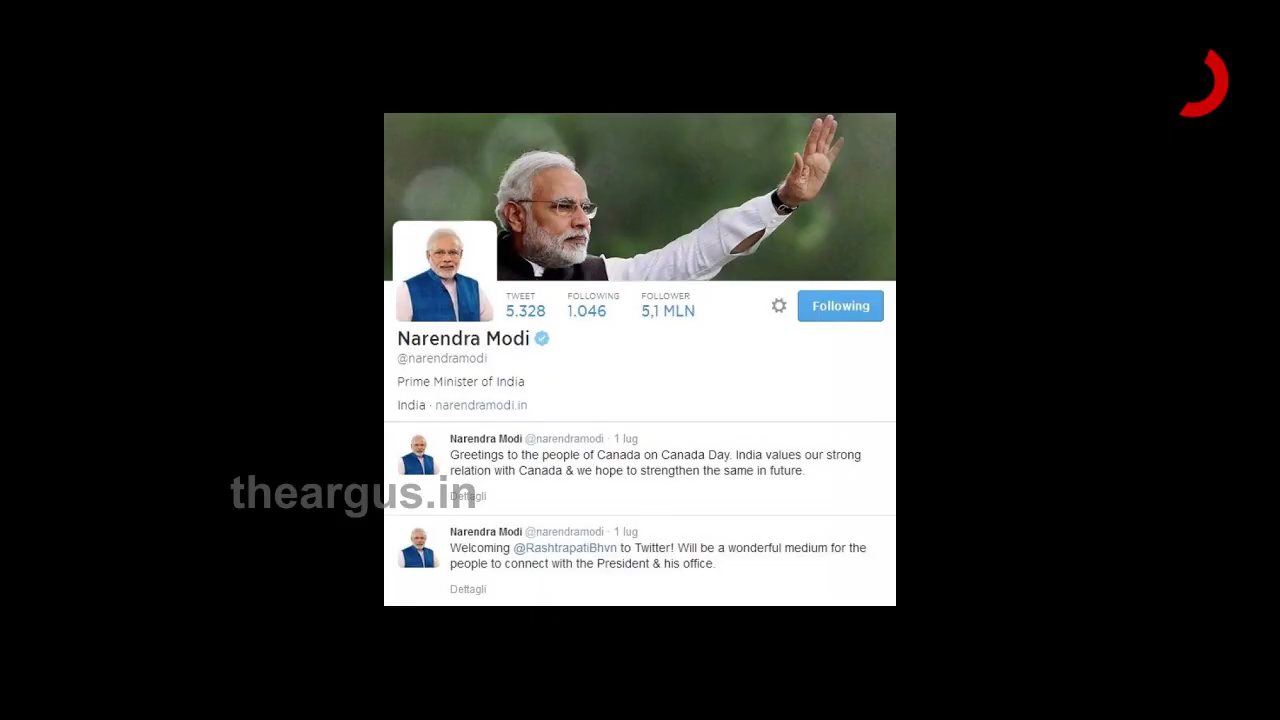 TWEET FOLLOWING FOLLOWER
5.328 1.046 5,1 MLN
Following
Narendra Modi
@narendramodi
Prime Minister of India
India · narendramodi.in
Narendra Modi @narendramodi · 1 lug
Greetings to the people of Canada on Canada Day. India values our strong
relation with Canada & we hope to strengthen the same in future.
theargus.in
Dettagli
Narendra Modi @narendramodi · 1 lug
Welcoming @RashtrapatiBhvn to Twitter! Will be a wonderful medium for the
people to connect with the President & his office.
Dettagli